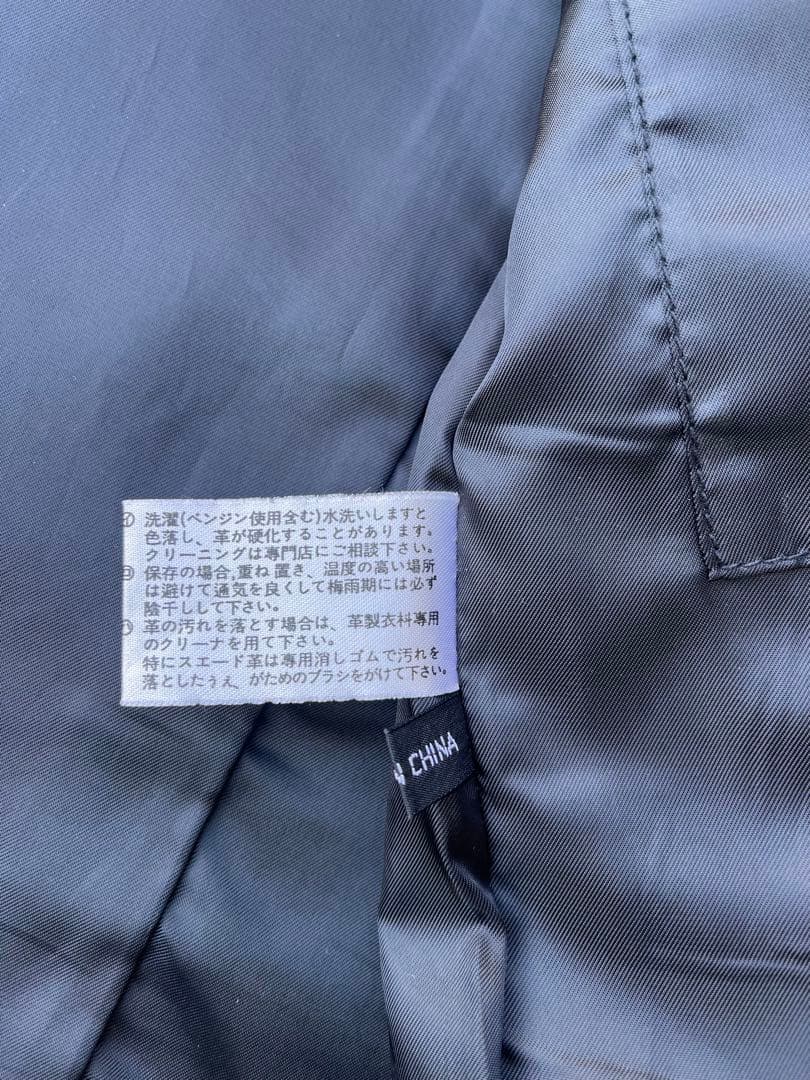 ㋑ 洗濯(ベンジン使用含む)水洗いしますと
色落し、革が硬化することがあります。
クリーニングは専門店にご相談下さい。
㋺ 保存の場合,重ね置き、温度の高い場所
は避けて通気を良くして梅雨期には必ず
陰干しして下さい。
㋩ 革の汚れを落とす場合は、革製衣料専用
のクリーナを用て下さい。
特にスエード革は専用消しゴムで汚れを
落としたうぇ、がためのブラシをがけて下さい。
N CHINA